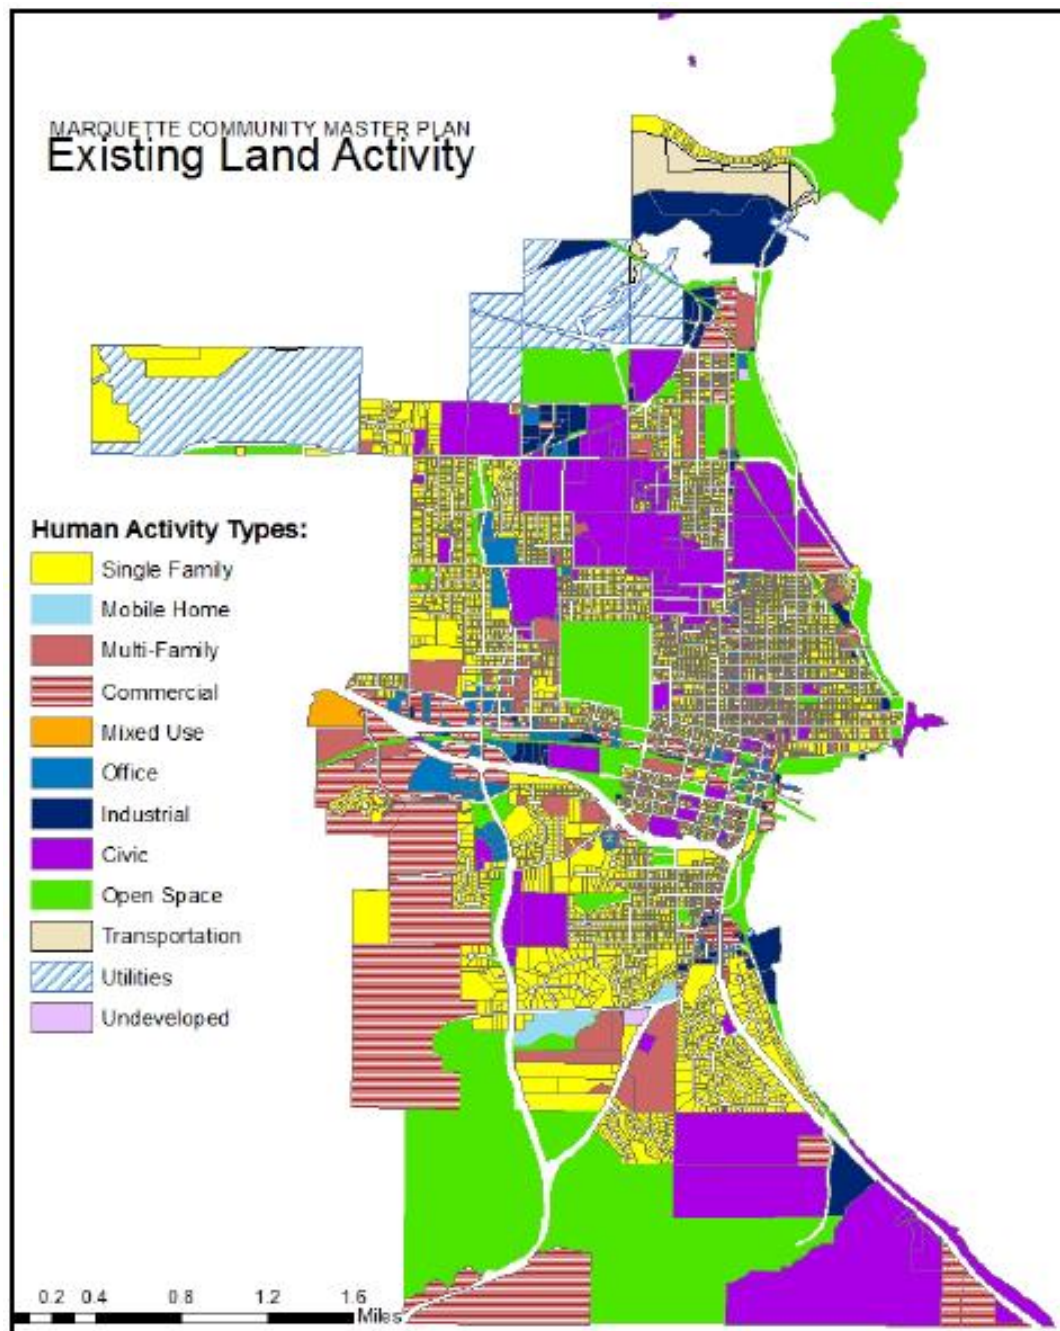 MARQUETTE COMMUNITY MASTER PLAN
Existing Land Activity
Human Activity Types:
Single Family
Mobile Home
Multi-Family
Commercial
Mixed Use
Office
Industrial
Civic
Open Space
Transportation
Utilities
Undeveloped
0.2 0.4 0.8 1.2 1.6
Miles